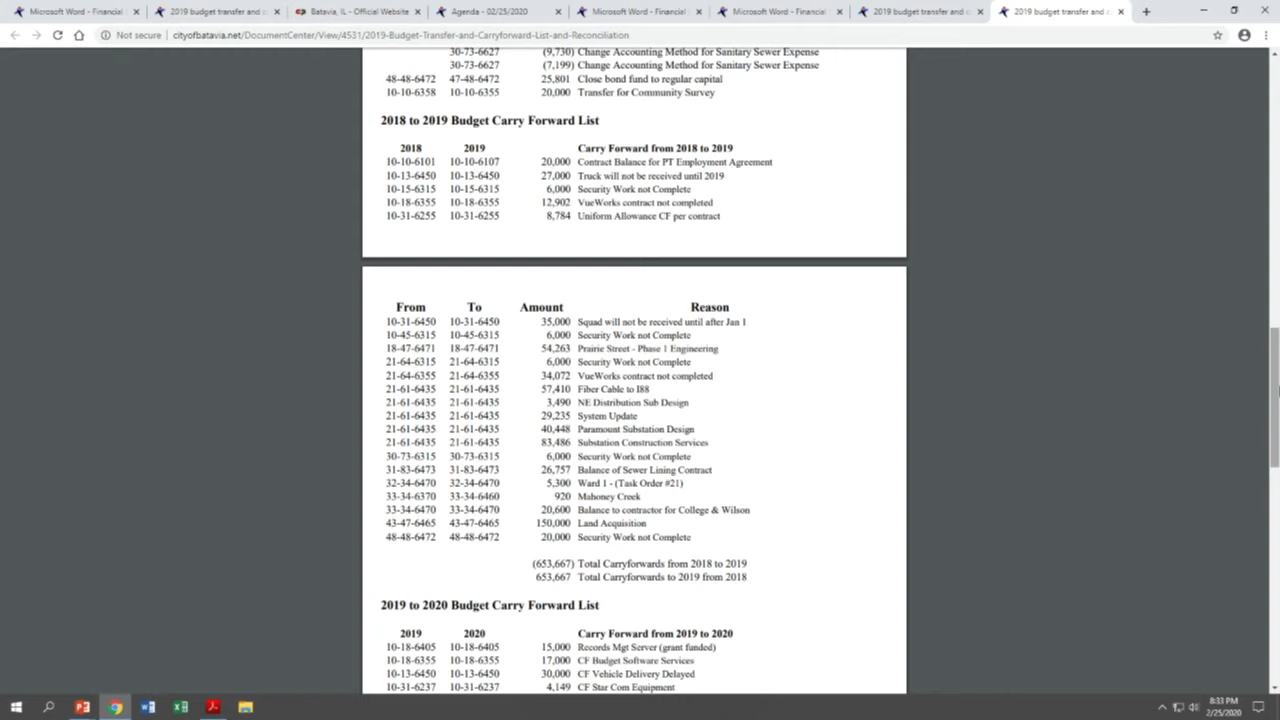 Microsoft Word - Financial
2019 budget transfer and c
Batavia, IL - Official Website
Agenda - 02/25/2020
Microsoft Word - Financial
Microsoft Word - Financial
2019 budget transfer and c
2019 budget transfer and c
Not secure | cityofbatavia.net/DocumentCenter/View/4531/2019-Budget-Transfer-and-Carryforward-List-and-Reconciliation
30-73-6627 (9,730) Change Accounting Method for Sanitary Sewer Expense
30-73-6627 (7,199) Change Accounting Method for Sanitary Sewer Expense
48-48-6472 47-48-6472 25,801 Close bond fund to regular capital
10-10-6358 10-10-6355 20,000 Transfer for Community Survey
2018 to 2019 Budget Carry Forward List
2018 2019 Carry Forward from 2018 to 2019
10-10-6101 10-10-6107 20,000 Contract Balance for PT Employment Agreement
10-13-6450 10-13-6450 27,000 Truck will not be received until 2019
10-15-6315 10-15-6315 6,000 Security Work not Complete
10-18-6355 10-18-6355 12,902 VueWorks contract not completed
10-31-6255 10-31-6255 8,784 Uniform Allowance CF per contract
From To Amount Reason
10-31-6450 10-31-6450 35,000 Squad will not be received until after Jan 1
10-45-6315 10-45-6315 6,000 Security Work not Complete
18-47-6471 18-47-6471 54,263 Prairie Street - Phase 1 Engineering
21-64-6315 21-64-6315 6,000 Security Work not Complete
21-64-6355 21-64-6355 34,072 VueWorks contract not completed
21-61-6435 21-61-6435 57,410 Fiber Cable to I88
21-61-6435 21-61-6435 3,490 NE Distribution Sub Design
21-61-6435 21-61-6435 29,235 System Update
21-61-6435 21-61-6435 40,448 Paramount Substation Design
21-61-6435 21-61-6435 83,486 Substation Construction Services
30-73-6315 30-73-6315 6,000 Security Work not Complete
31-83-6473 31-83-6473 26,757 Balance of Sewer Lining Contract
32-34-6470 32-34-6470 5,300 Ward 1 - (Task Order #21)
33-34-6370 33-34-6460 920 Mahoney Creek
33-34-6470 33-34-6470 20,600 Balance to contractor for College & Wilson
43-47-6465 43-47-6465 150,000 Land Acquisition
48-48-6472 48-48-6472 20,000 Security Work not Complete
(653,667) Total Carryforwards from 2018 to 2019
653,667 Total Carryforwards to 2019 from 2018
2019 to 2020 Budget Carry Forward List
2019 2020 Carry Forward from 2019 to 2020
10-18-6405 10-18-6405 15,000 Records Mgt Server (grant funded)
10-18-6355 10-18-6355 17,000 CF Budget Software Services
10-13-6450 10-13-6450 30,000 CF Vehicle Delivery Delayed
10-31-6237 10-31-6237 4,149 CF Star Com Equipment
8:33 PM
2/25/2020